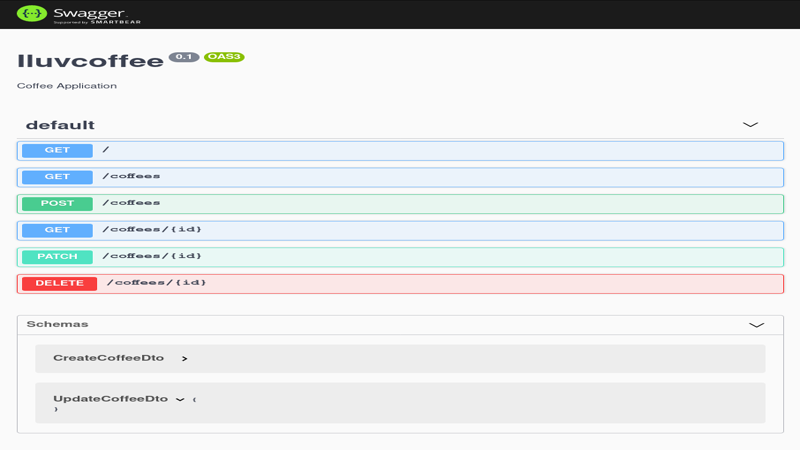 Swagger
Supported by SMARTBEAR
Iluvcoffee 0.1 OAS3
Coffee Application
default
GET /
GET /coffees
POST /coffees
GET /coffees/{id}
PATCH /coffees/{id}
DELETE /coffees/{id}
Schemas
CreateCoffeeDto >
UpdateCoffeeDto {
}